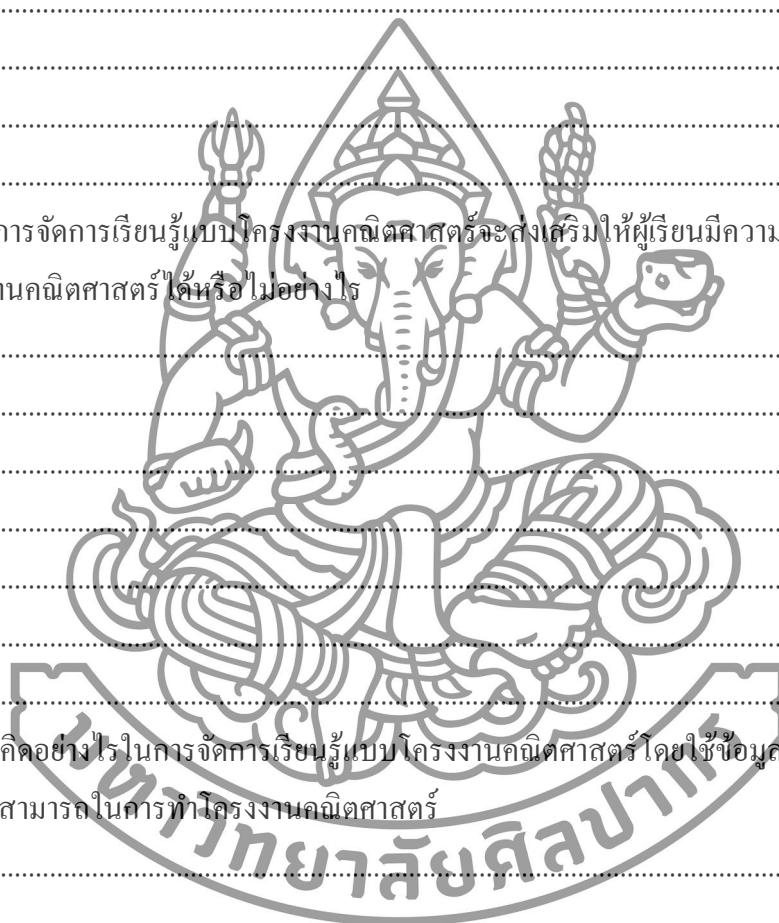 การจัดการเรียนรู้แบบโครงงานคณิตศาสตร์จะส่งเสริมให้ผู้เรียนมีความ
านคณิตศาสตร์ได้หรือไม่อย่างไร
คิดอย่างไรในการจัดการเรียนรู้แบบโครงงานคณิตศาสตร์โดยใช้ข้อมูล
สามารถในการทำโครงงานคณิตศาสตร์
มหาวิทยาลัยศิลปากร